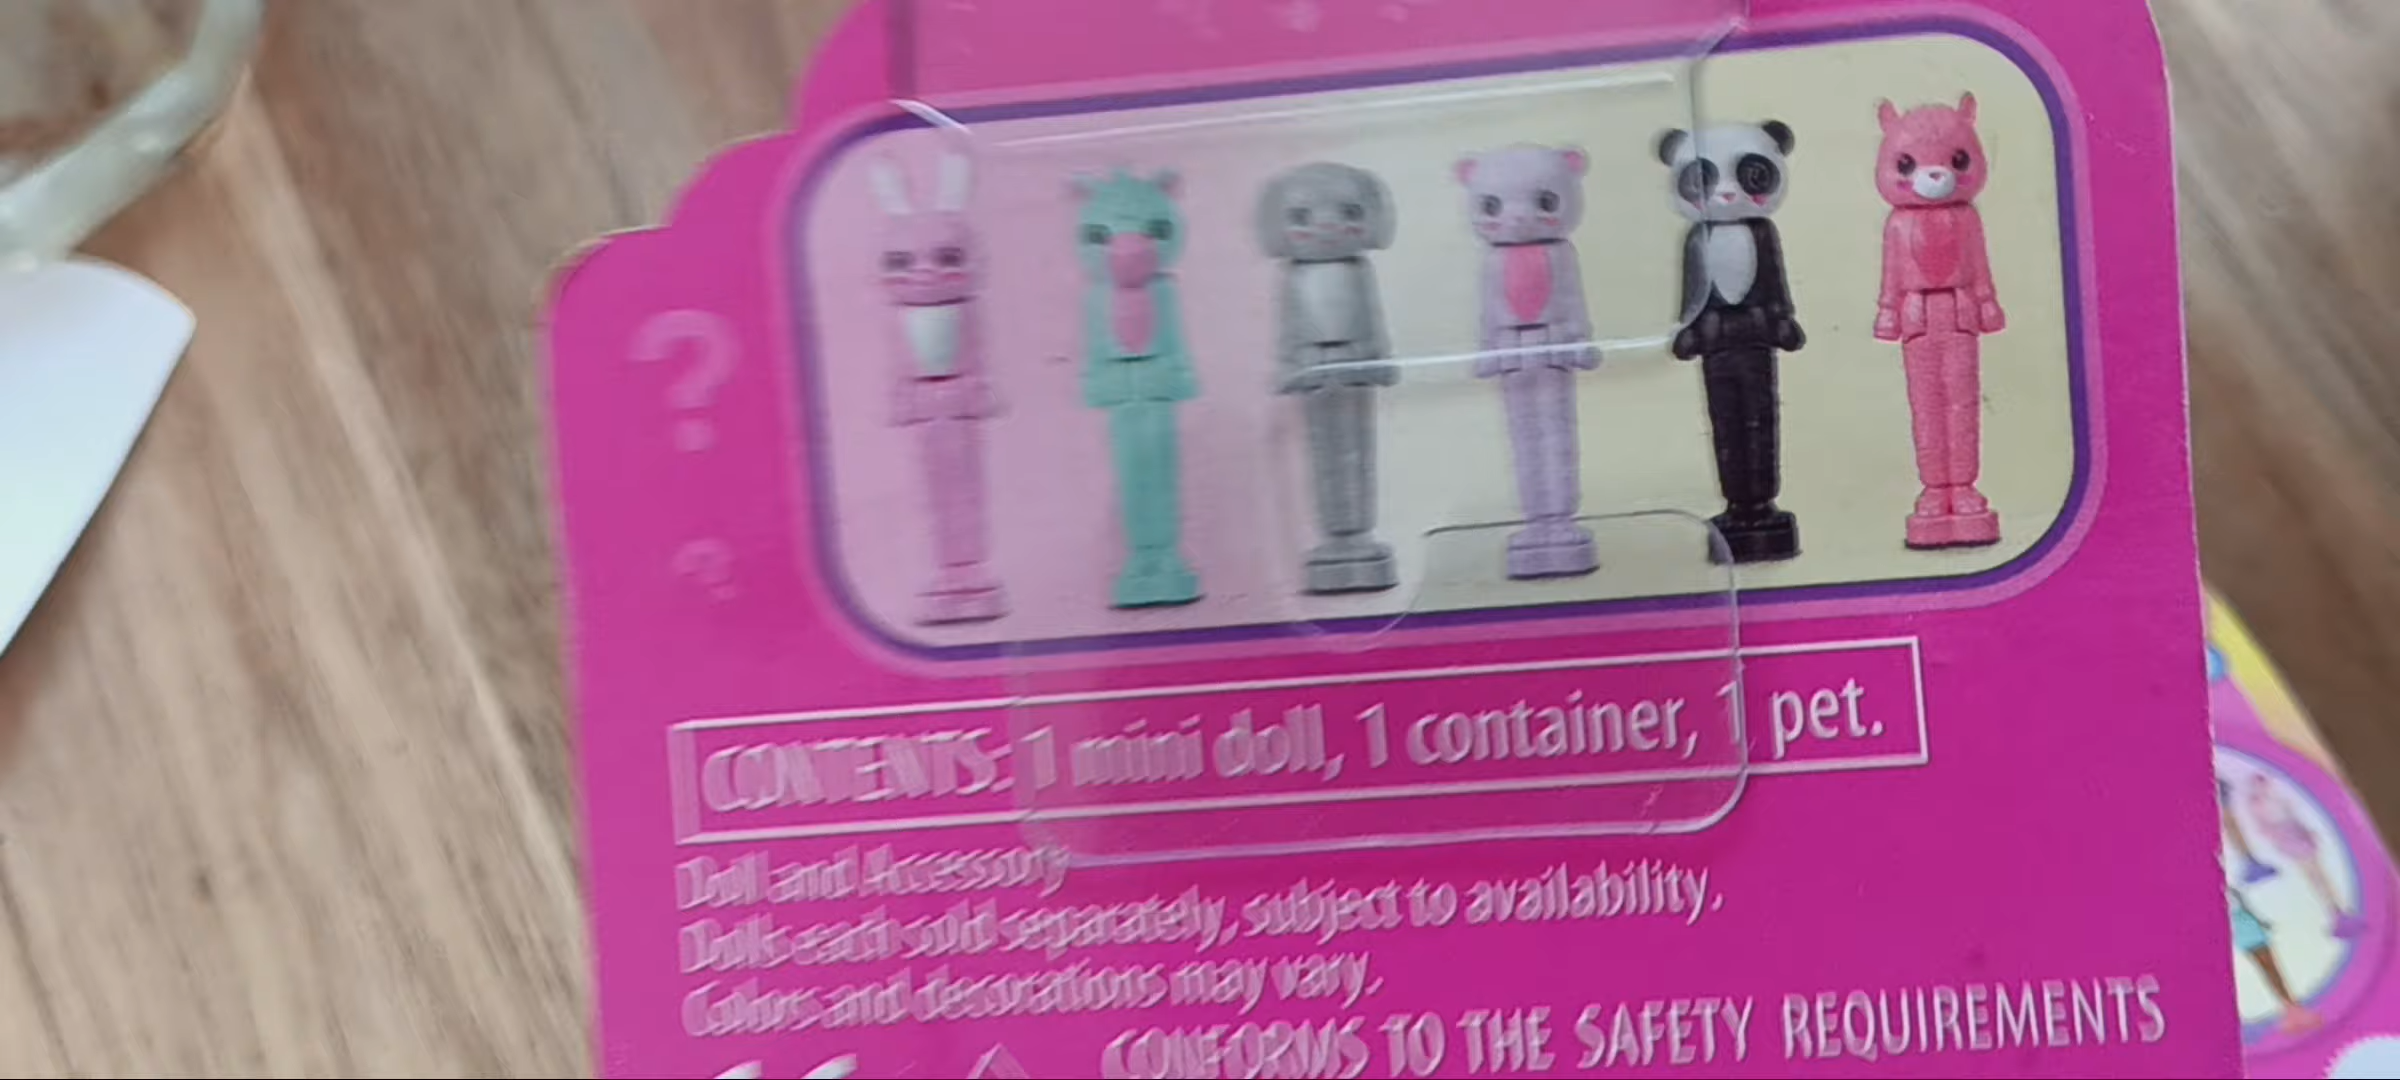 ?
?
CONTENTS: 1 mini doll, 1 container, 1 pet.
Doll and Accessory
Dolls each sold separately, subject to availability.
Colors and decorations may vary.
CONFORMS TO THE SAFETY REQUIREMENTS